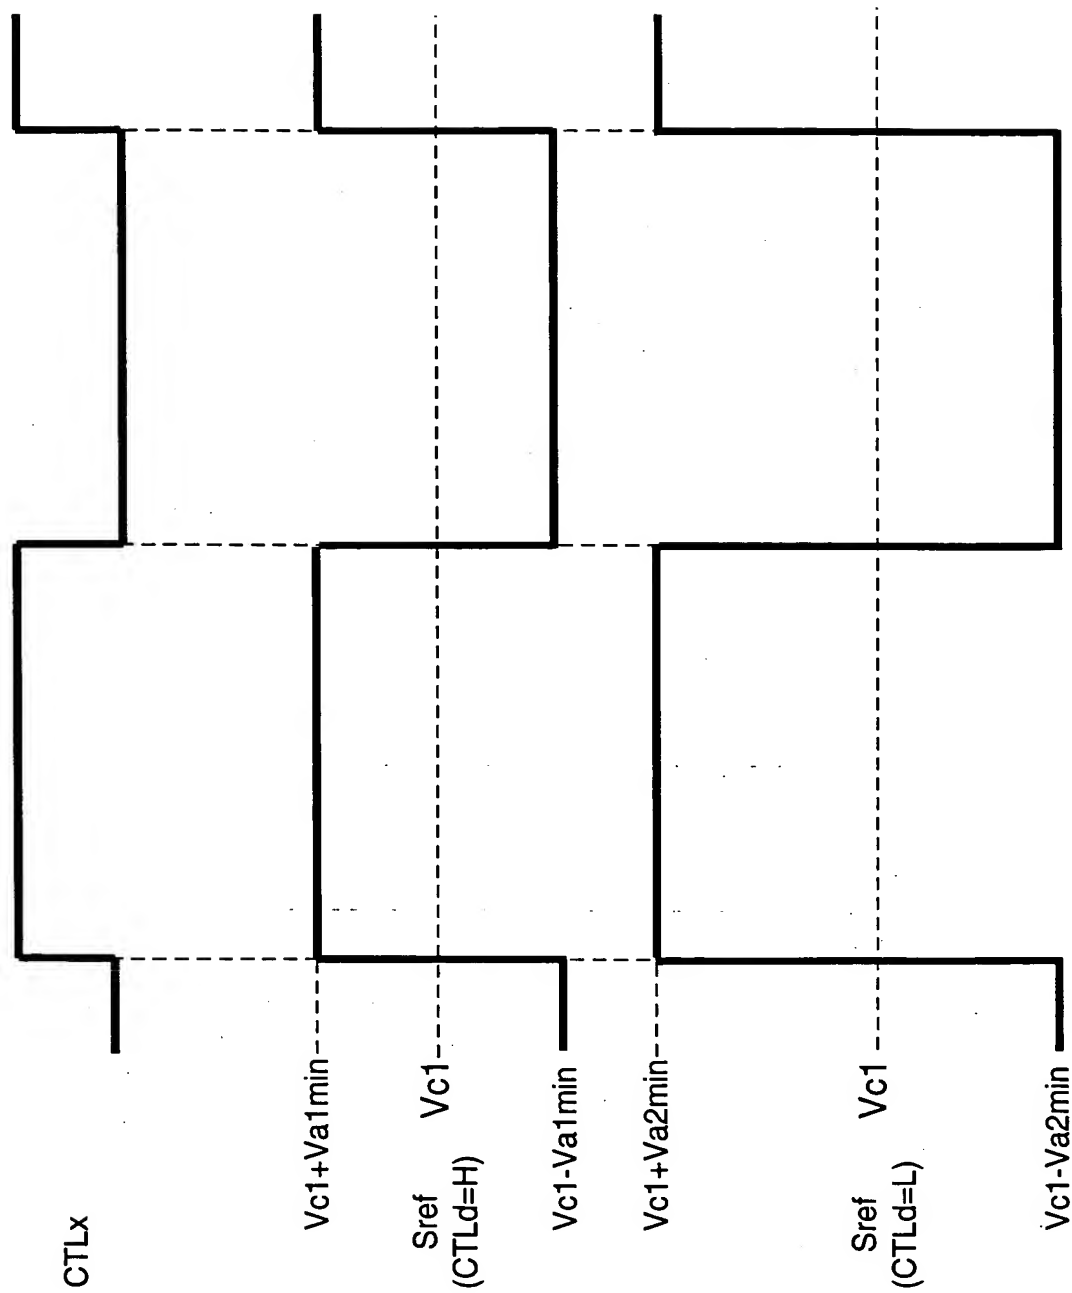 CTLx
Vc1+Va1min
Sref
(CTLd=H)
Vc1
Vc1-Va1min
Vc1+Va2min
Sref
(CTLd=L)
Vc1
Vc1-Va2min